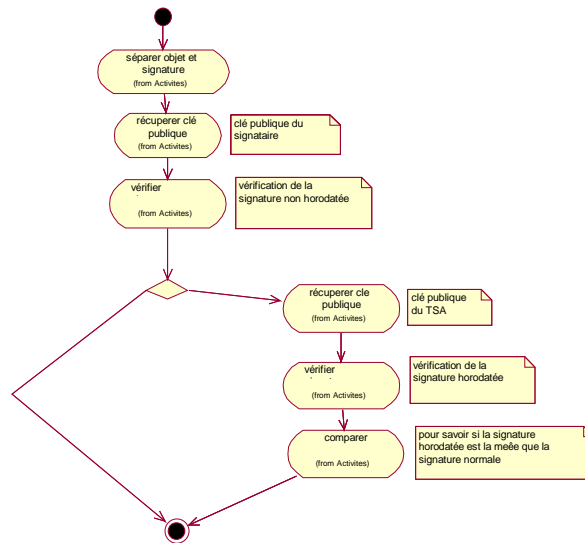 séparer objet et
signature
(from Activites)
récuperer clé
publique
(from Activites)
clé publique du
signataire
vérifier
(from Activites)
vérification de la
signature non horodatée
récuperer cle
publique
(from Activites)
clé publique
du TSA
vérifier
(from Activites)
vérification de la
signature horodatée
comparer
(from Activites)
pour savoir si la signature
horodatée est la meêe que la
signature normale